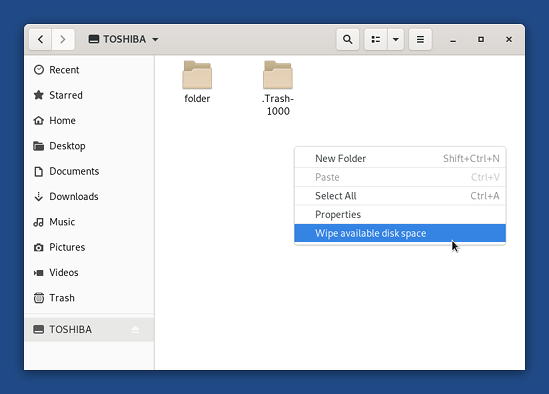 TOSHIBA
Recent
Starred
Home
Desktop
Documents
Downloads
Music
Pictures
Videos
Trash
TOSHIBA
folder
.Trash-
1000
New Folder Shift+Ctrl+N
Paste Ctrl+V
Select All Ctrl+A
Properties
Wipe available disk space